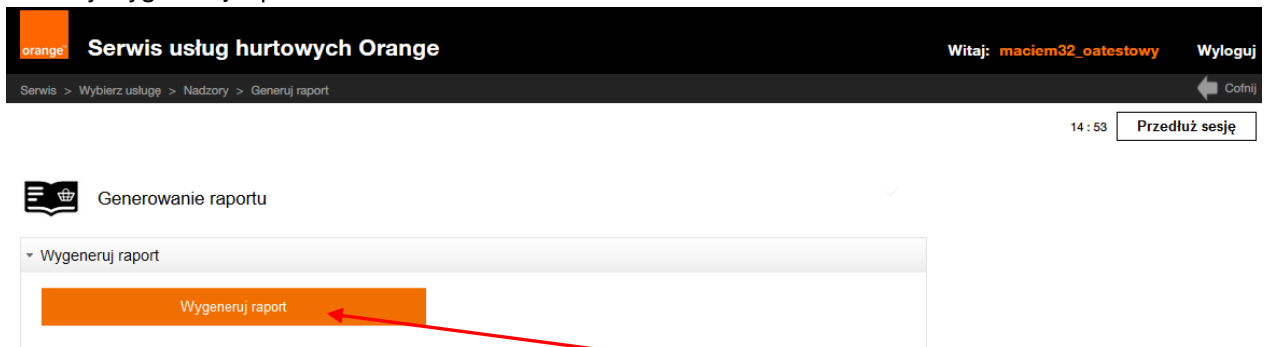 orange™ Serwis usług hurtowych Orange Witaj: maciem32_oatestowy Wyloguj
Serwis > Wybierz usługę > Nadzory > Generuj raport Cofnij
14 : 53 Przedłuż sesję
Generowanie raportu
Wygeneruj raport
Wygeneruj raport